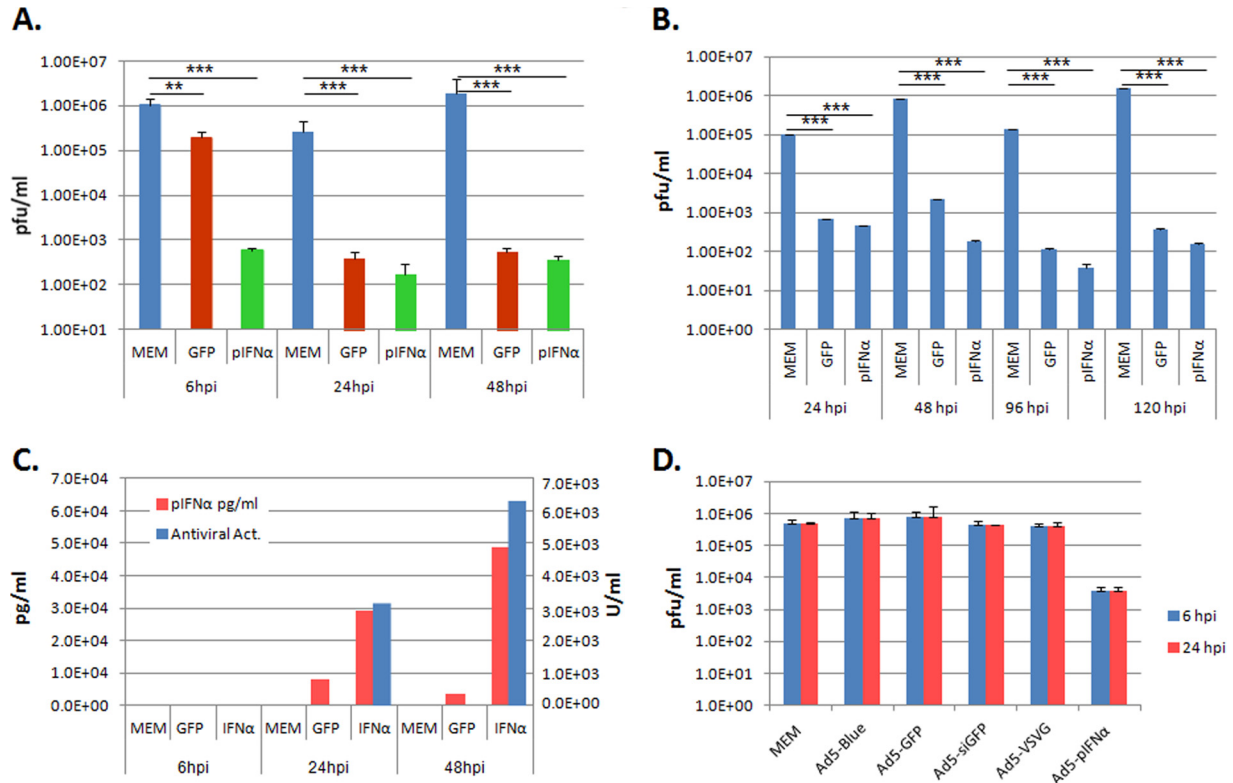 A.
1.00E+07
1.00E+06
1.00E+05
1.00E+04
1.00E+03
1.00E+02
1.00E+01
pfu/ml
*** *** ***
** *** ***
MEM GFP pIFNα MEM GFP pIFNα MEM GFP pIFNα
6hpi 24hpi 48hpi
B.
1.00E+07
1.00E+06
1.00E+05
1.00E+04
1.00E+03
1.00E+02
1.00E+01
1.00E+00
pfu/ml
*** *** *** ***
*** *** *** ***
MEM GFP pIFNα MEM GFP pIFNα MEM GFP pIFNα MEM GFP pIFNα
24 hpi 48 hpi 96 hpi 120 hpi
C.
7.0E+04
6.0E+04
5.0E+04
4.0E+04
3.0E+04
2.0E+04
1.0E+04
0.0E+00
pg/ml
pIFNα pg/ml
Antiviral Act.
7.0E+03
6.0E+03
5.0E+03
4.0E+03
3.0E+03
2.0E+03
1.0E+03
0.0E+00
U/ml
MEM GFP IFNα MEM GFP IFNα MEM GFP IFNα
6hpi 24hpi 48hpi
D.
1.0E+07
1.0E+06
1.0E+05
1.0E+04
1.0E+03
1.0E+02
1.0E+01
1.0E+00
pfu/ml
6 hpi
24 hpi
MEM Ad5-Blue Ad5-GFP Ad5-siGFP Ad5-VSVG Ad5-pIFNα